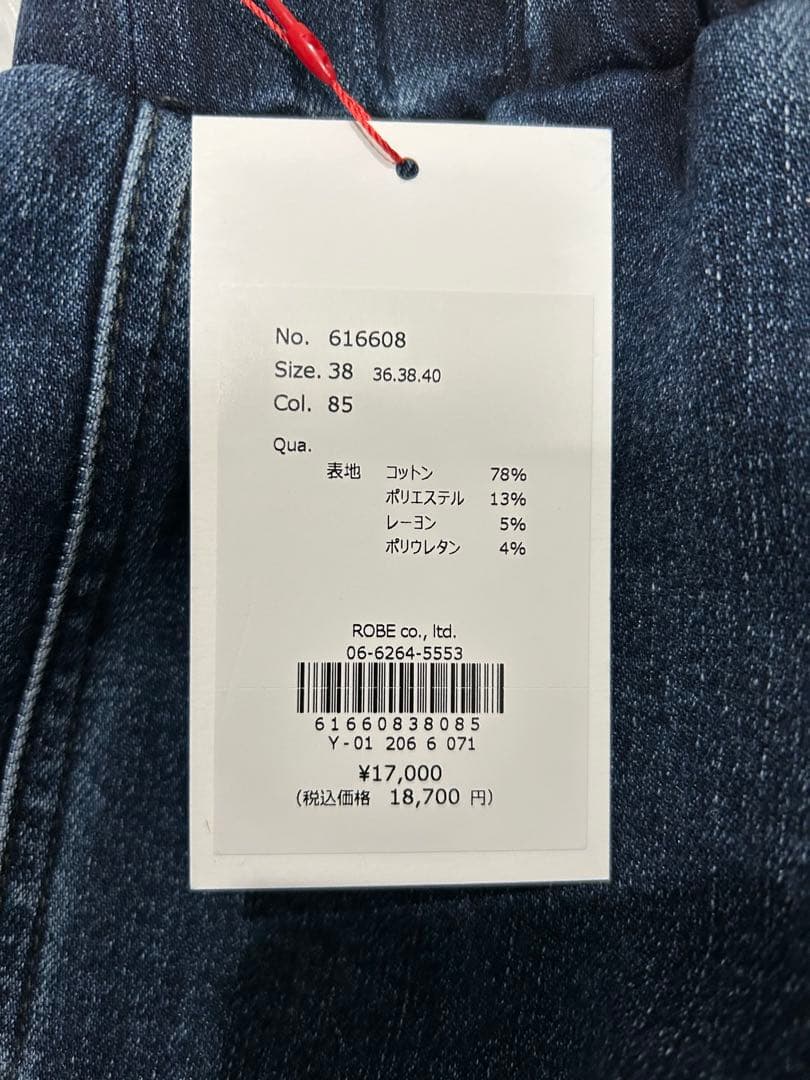 No. 616608
Size. 38 36.38.40
Col. 85
Qua.
表地 コットン 78%
ポリエステル 13%
レーヨン 5%
ポリウレタン 4%
ROBE co., ltd.
06-6264-5553
61660838085
Y-01 206 6 071
¥17,000
(税込価格 18,700 円)